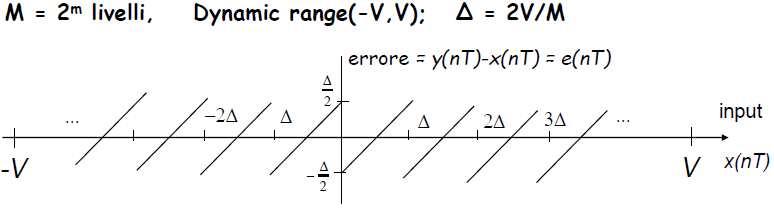 M = 2ᵐ livelli, Dynamic range(-V,V); Δ = 2V/M
errore = y(nT)-x(nT) = e(nT)
Δ/2
... −2Δ Δ Δ 2Δ 3Δ ... input
-V V x(nT)
−Δ/2